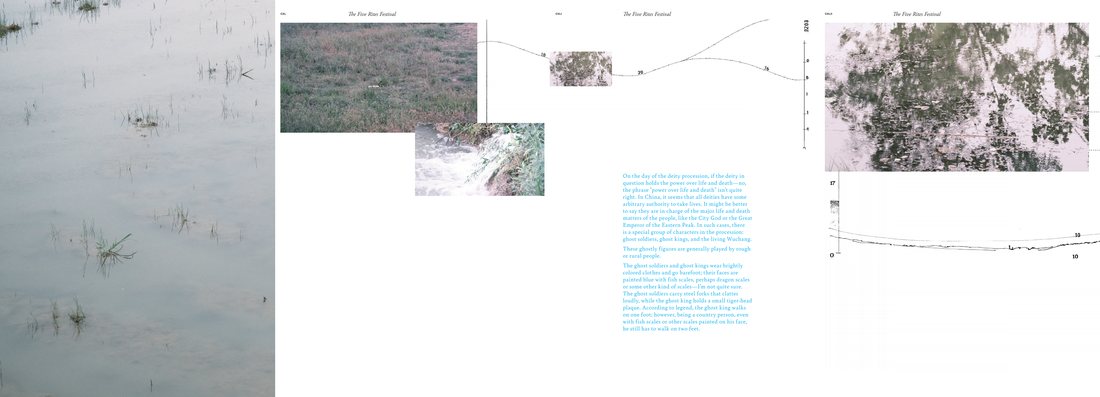 The Five Rites Festival
The Five Rites Festival
The Five Rites Festival
On the day of the deity procession, if the deity in
question holds the power over life and death—no,
the phrase "power over life and death" isn't quite
right. In China, it seems that all deities have some
arbitrary authority to take lives. It might be better
to say they are in charge of the major life and death
matters of the people, like the City God or the Great
Emperor of the Eastern Peak. In such cases, there
is a special group of characters in the procession:
ghost soldiers, ghost kings, and the living Wuchang.
These ghostly figures are generally played by rough
or rural people.
The ghost soldiers and ghost kings wear brightly
colored clothes and go barefoot; their faces are
painted blue with fish scales, perhaps dragon scales
or some other kind of scales—I'm not quite sure.
The ghost soldiers carry steel forks that clatter
loudly, while the ghost king holds a small tiger-head
plaque. According to legend, the ghost king walks
on one foot; however, being a country person, even
with fish scales or other scales painted on his face,
he still has to walk on two feet.
17
10
10